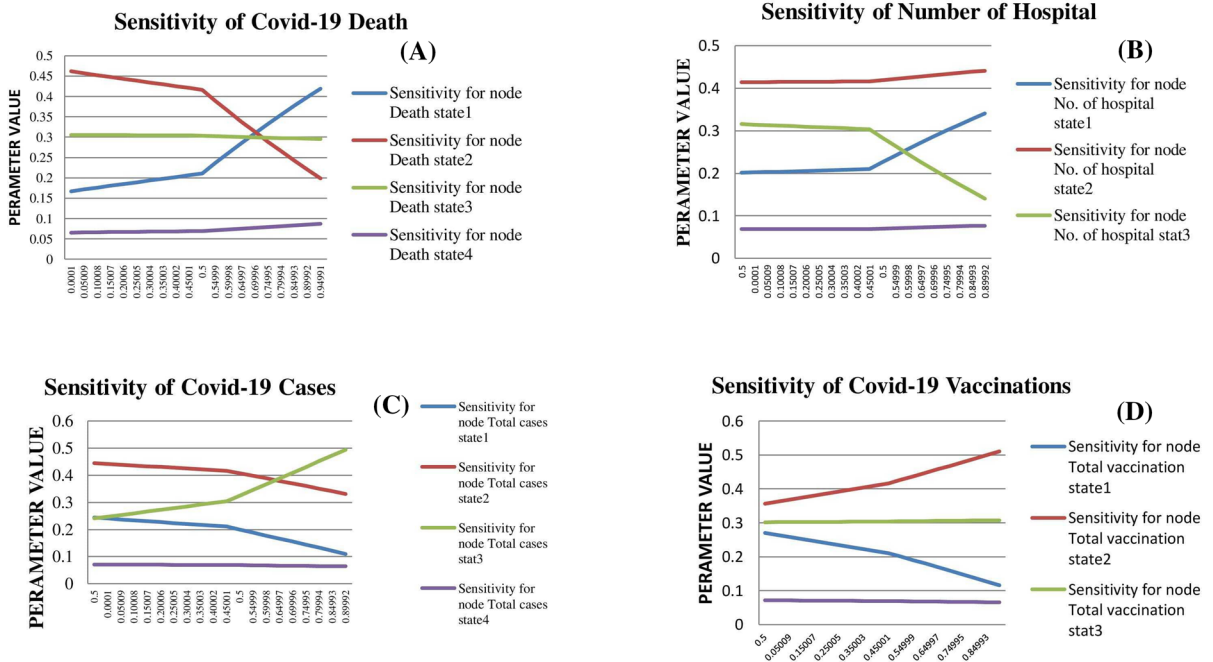 Sensitivity of Covid-19 Death
(A)
PERAMETER VALUE
0.5
0.45
0.4
0.35
0.3
0.25
0.2
0.15
0.1
0.05
0
0.0001
0.05009
0.10008
0.15007
0.20006
0.25005
0.30004
0.35003
0.40002
0.45001
0.5
0.54999
0.59998
0.64997
0.69996
0.74995
0.79994
0.84993
0.89992
0.94991
Sensitivity for node
Death state1
Sensitivity for node
Death state2
Sensitivity for node
Death state3
Sensitivity for node
Death state4
Sensitivity of Number of Hospital
(B)
PERAMETER VALUE
0.5
0.4
0.3
0.2
0.1
0
0.5
0.0001
0.05009
0.10008
0.15007
0.20006
0.25005
0.30004
0.35003
0.40002
0.45001
0.5
0.54999
0.59998
0.64997
0.69996
0.74995
0.79994
0.84993
0.89992
Sensitivity for node
No. of hospital
state1
Sensitivity for node
No. of hospital
state2
Sensitivity for node
No. of hospital stat3
Sensitivity of Covid-19 Cases
(C)
PERAMETER VALUE
0.6
0.5
0.4
0.3
0.2
0.1
0
0.5
0.0001
0.05009
0.10008
0.15007
0.20006
0.25005
0.30004
0.35003
0.40002
0.45001
0.5
0.54999
0.59998
0.64997
0.69996
0.74995
0.79994
0.84993
0.89992
Sensitivity for
node Total cases
state1
Sensitivity for
node Total cases
state2
Sensitivity for
node Total cases
stat3
Sensitivity for
node Total cases
state4
Sensitivity of Covid-19 Vaccinations
(D)
PERAMETER VALUE
0.6
0.5
0.4
0.3
0.2
0.1
0
0.5
0.05009
0.15007
0.25005
0.35003
0.45001
0.54999
0.64997
0.74995
0.84993
Sensitivity for node
Total vaccination
state1
Sensitivity for node
Total vaccination
state2
Sensitivity for node
Total vaccination
stat3